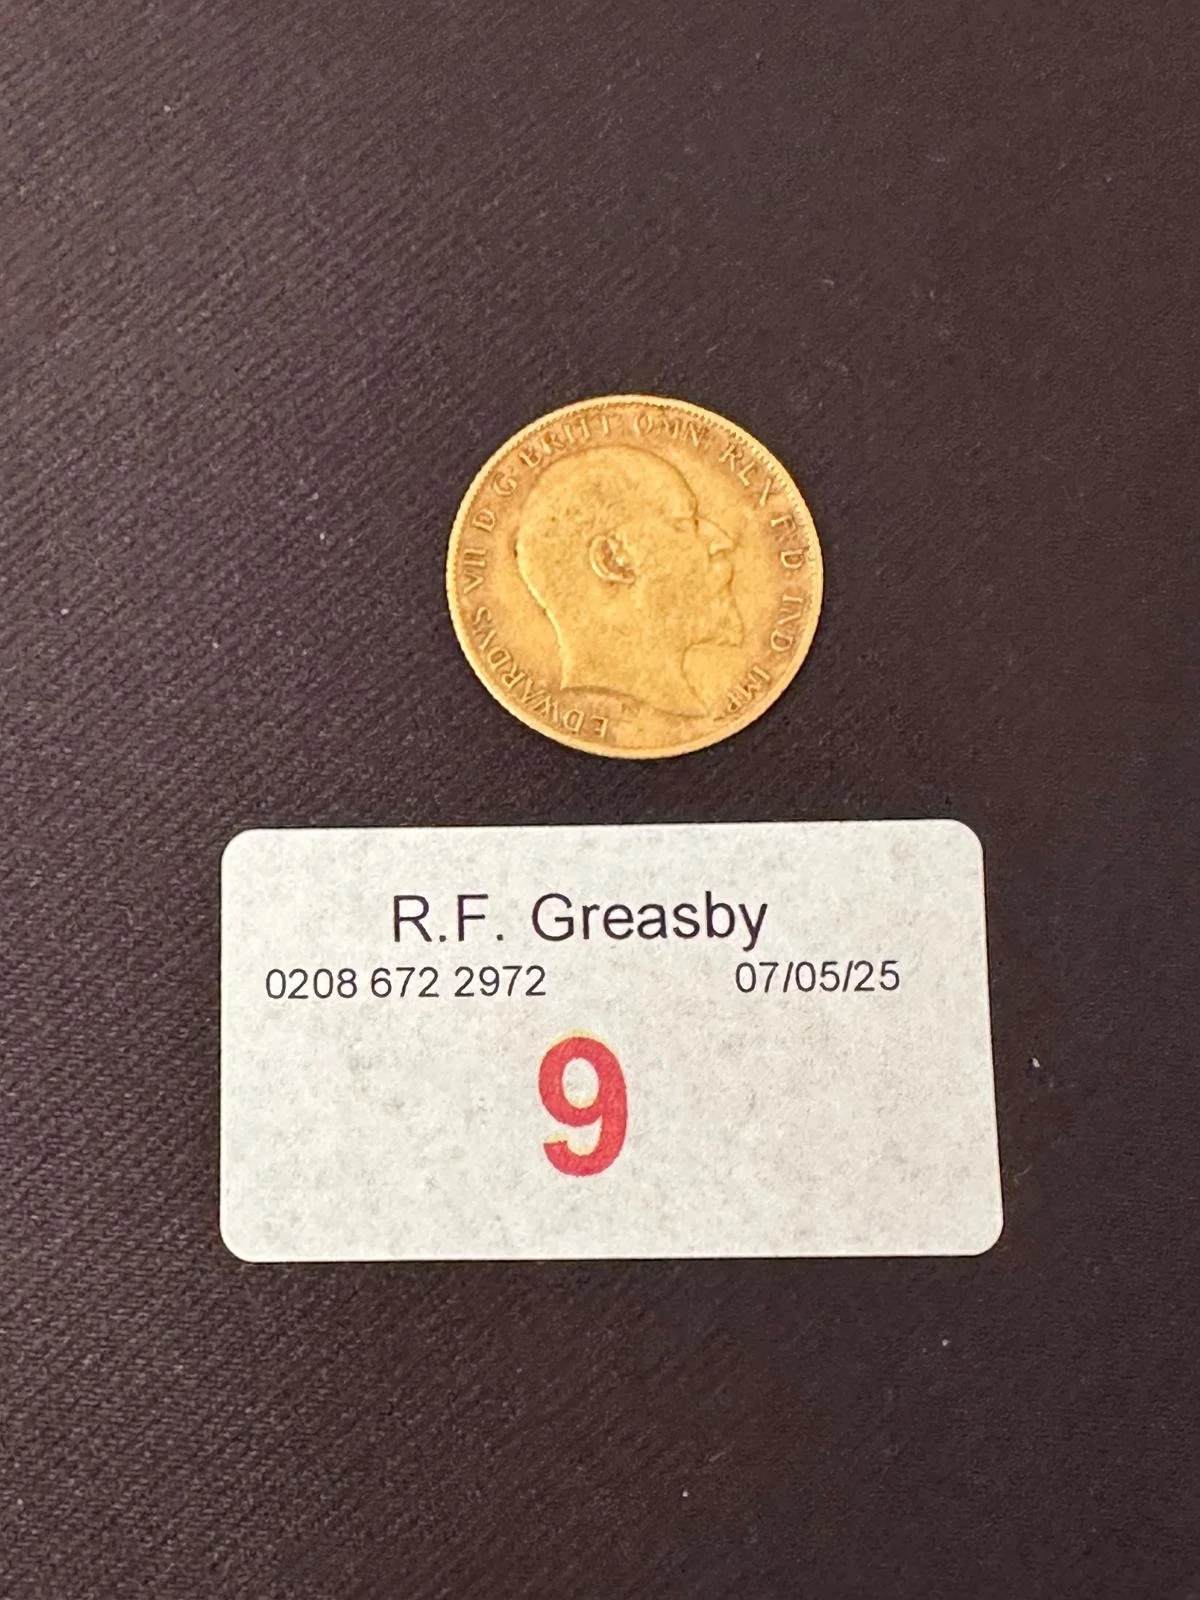 EDWARDVS VII D: G: BRITT: OMN: REX F: D: IND: IMP:
R.F. Greasby
0208 672 2972 07/05/25
9